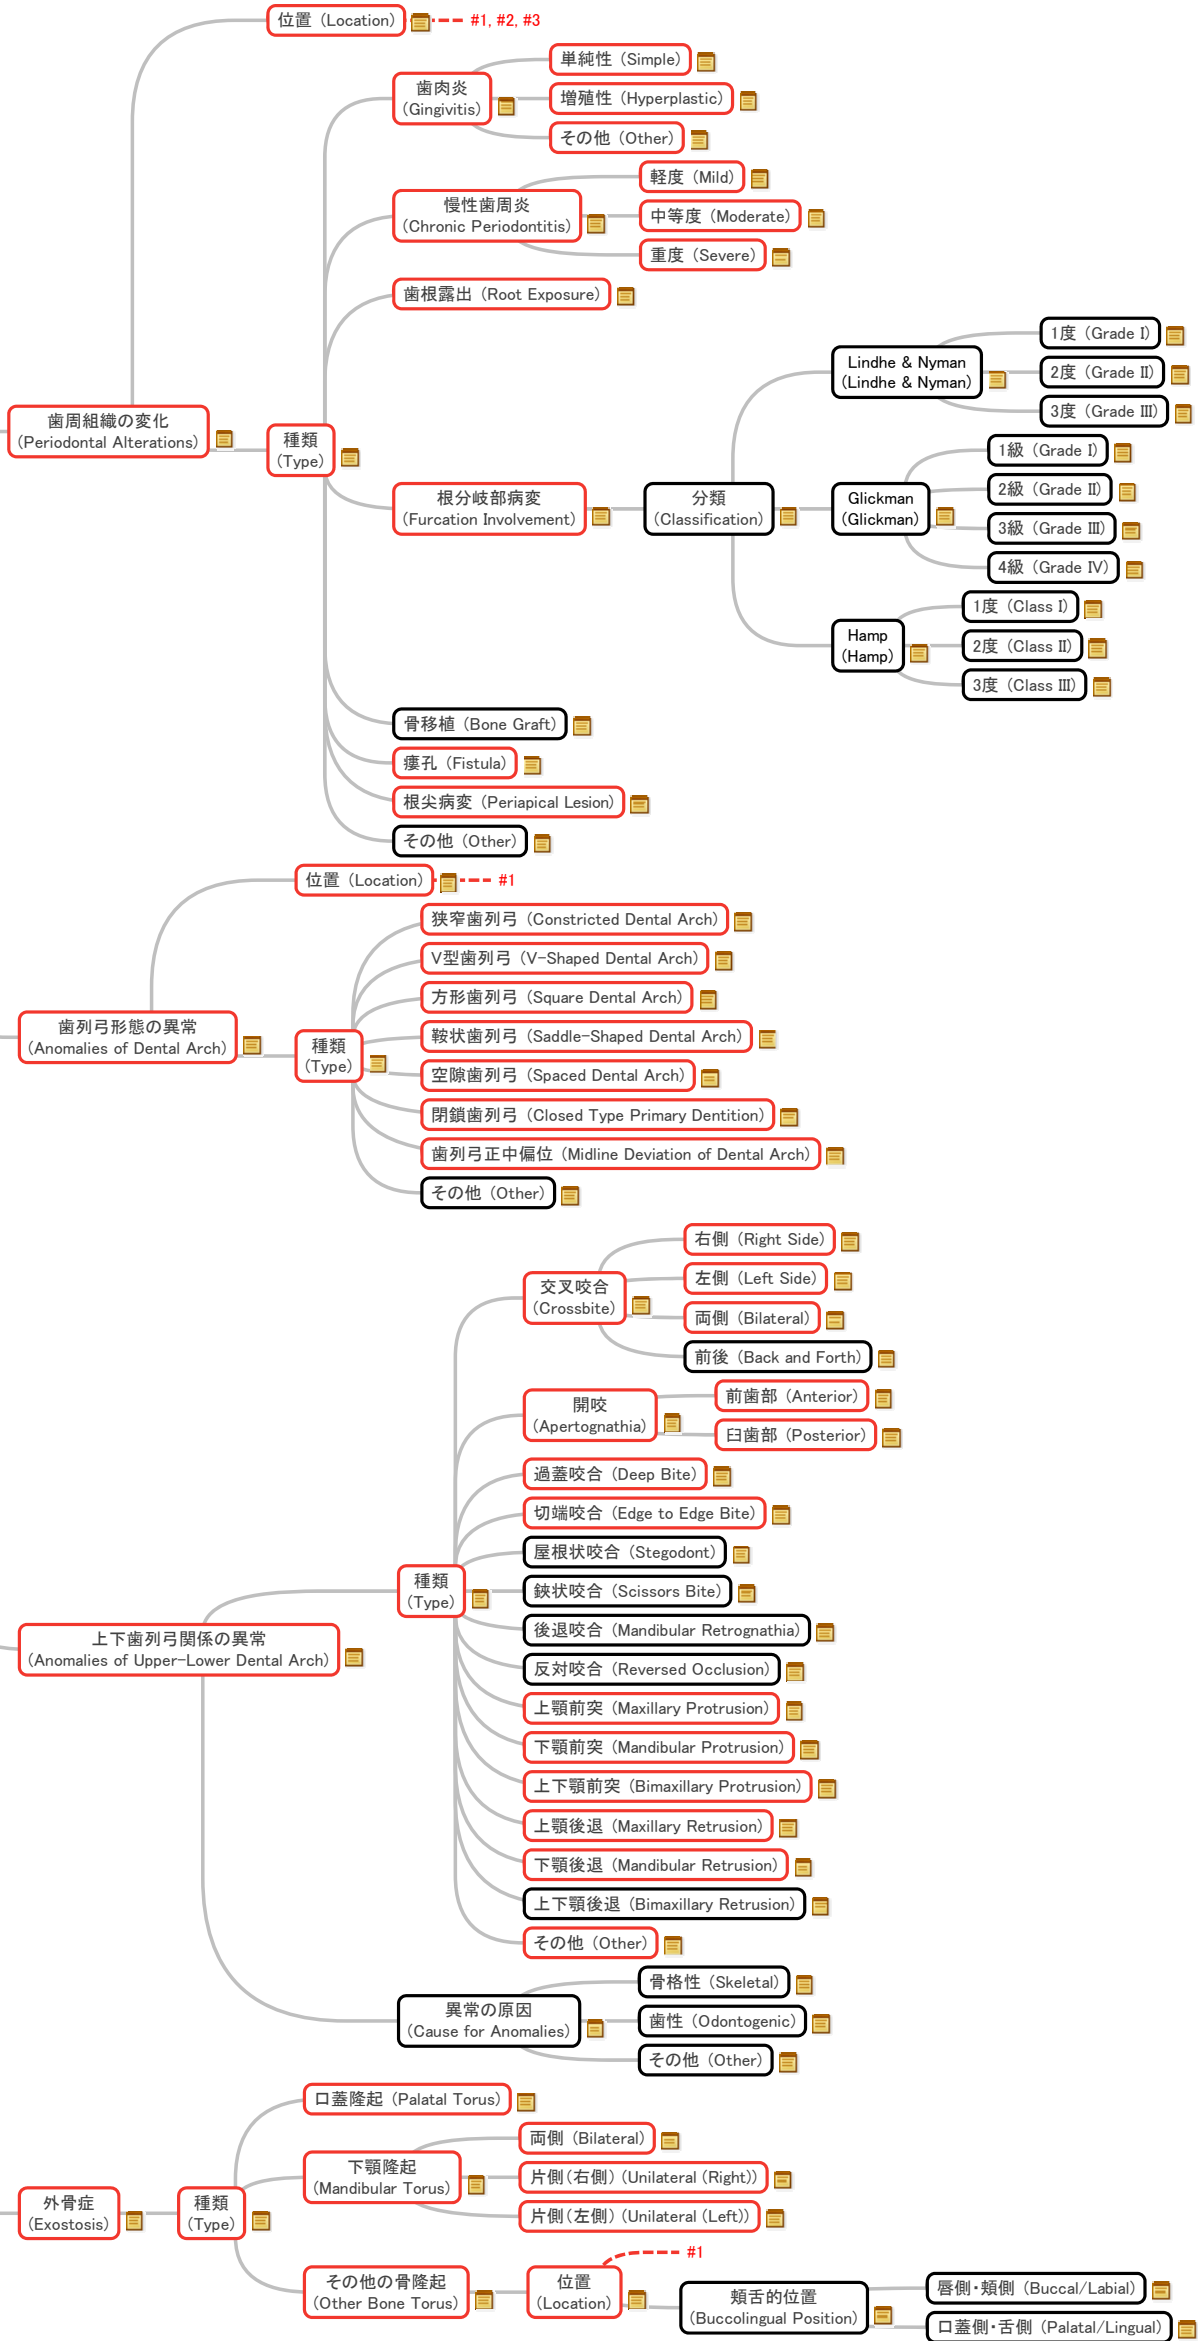 位置 (Location)
#1, #2, #3
歯肉炎
(Gingivitis)
単純性 (Simple)
増殖性 (Hyperplastic)
その他 (Other)
慢性歯周炎
(Chronic Periodontitis)
軽度 (Mild)
中等度 (Moderate)
重度 (Severe)
歯根露出 (Root Exposure)
歯周組織の変化
(Periodontal Alterations)
種類
(Type)
根分岐部病変
(Furcation Involvement)
分類
(Classification)
Lindhe & Nyman
(Lindhe & Nyman)
1度 (Grade Ⅰ)
2度 (Grade Ⅱ)
3度 (Grade Ⅲ)
Glickman
(Glickman)
1級 (Grade Ⅰ)
2級 (Grade Ⅱ)
3級 (Grade Ⅲ)
4級 (Grade Ⅳ)
Hamp
(Hamp)
1度 (Class Ⅰ)
2度 (Class Ⅱ)
3度 (Class Ⅲ)
骨移植 (Bone Graft)
瘻孔 (Fistula)
根尖病変 (Periapical Lesion)
その他 (Other)
位置 (Location)
#1
歯列弓形態の異常
(Anomalies of Dental Arch)
種類
(Type)
狭窄歯列弓 (Constricted Dental Arch)
V型歯列弓 (V-Shaped Dental Arch)
方形歯列弓 (Square Dental Arch)
鞍状歯列弓 (Saddle-Shaped Dental Arch)
空隙歯列弓 (Spaced Dental Arch)
閉鎖歯列弓 (Closed Type Primary Dentition)
歯列弓正中偏位 (Midline Deviation of Dental Arch)
その他 (Other)
上下歯列弓関係の異常
(Anomalies of Upper-Lower Dental Arch)
種類
(Type)
交叉咬合
(Crossbite)
右側 (Right Side)
左側 (Left Side)
両側 (Bilateral)
前後 (Back and Forth)
開咬
(Apertognathia)
前歯部 (Anterior)
臼歯部 (Posterior)
過蓋咬合 (Deep Bite)
切端咬合 (Edge to Edge Bite)
屋根状咬合 (Stegodont)
鋏状咬合 (Scissors Bite)
後退咬合 (Mandibular Retrognathia)
反対咬合 (Reversed Occlusion)
上顎前突 (Maxillary Protrusion)
下顎前突 (Mandibular Protrusion)
上下顎前突 (Bimaxillary Protrusion)
上顎後退 (Maxillary Retrusion)
下顎後退 (Mandibular Retrusion)
上下顎後退 (Bimaxillary Retrusion)
その他 (Other)
異常の原因
(Cause for Anomalies)
骨格性 (Skeletal)
歯性 (Odontogenic)
その他 (Other)
外骨症
(Exostosis)
種類
(Type)
口蓋隆起 (Palatal Torus)
下顎隆起
(Mandibular Torus)
両側 (Bilateral)
片側(右側) (Unilateral (Right))
片側(左側) (Unilateral (Left))
その他の骨隆起
(Other Bone Torus)
位置
(Location)
#1
頬舌的位置
(Buccolingual Position)
唇側・頬側 (Buccal/Labial)
口蓋側・舌側 (Palatal/Lingual)